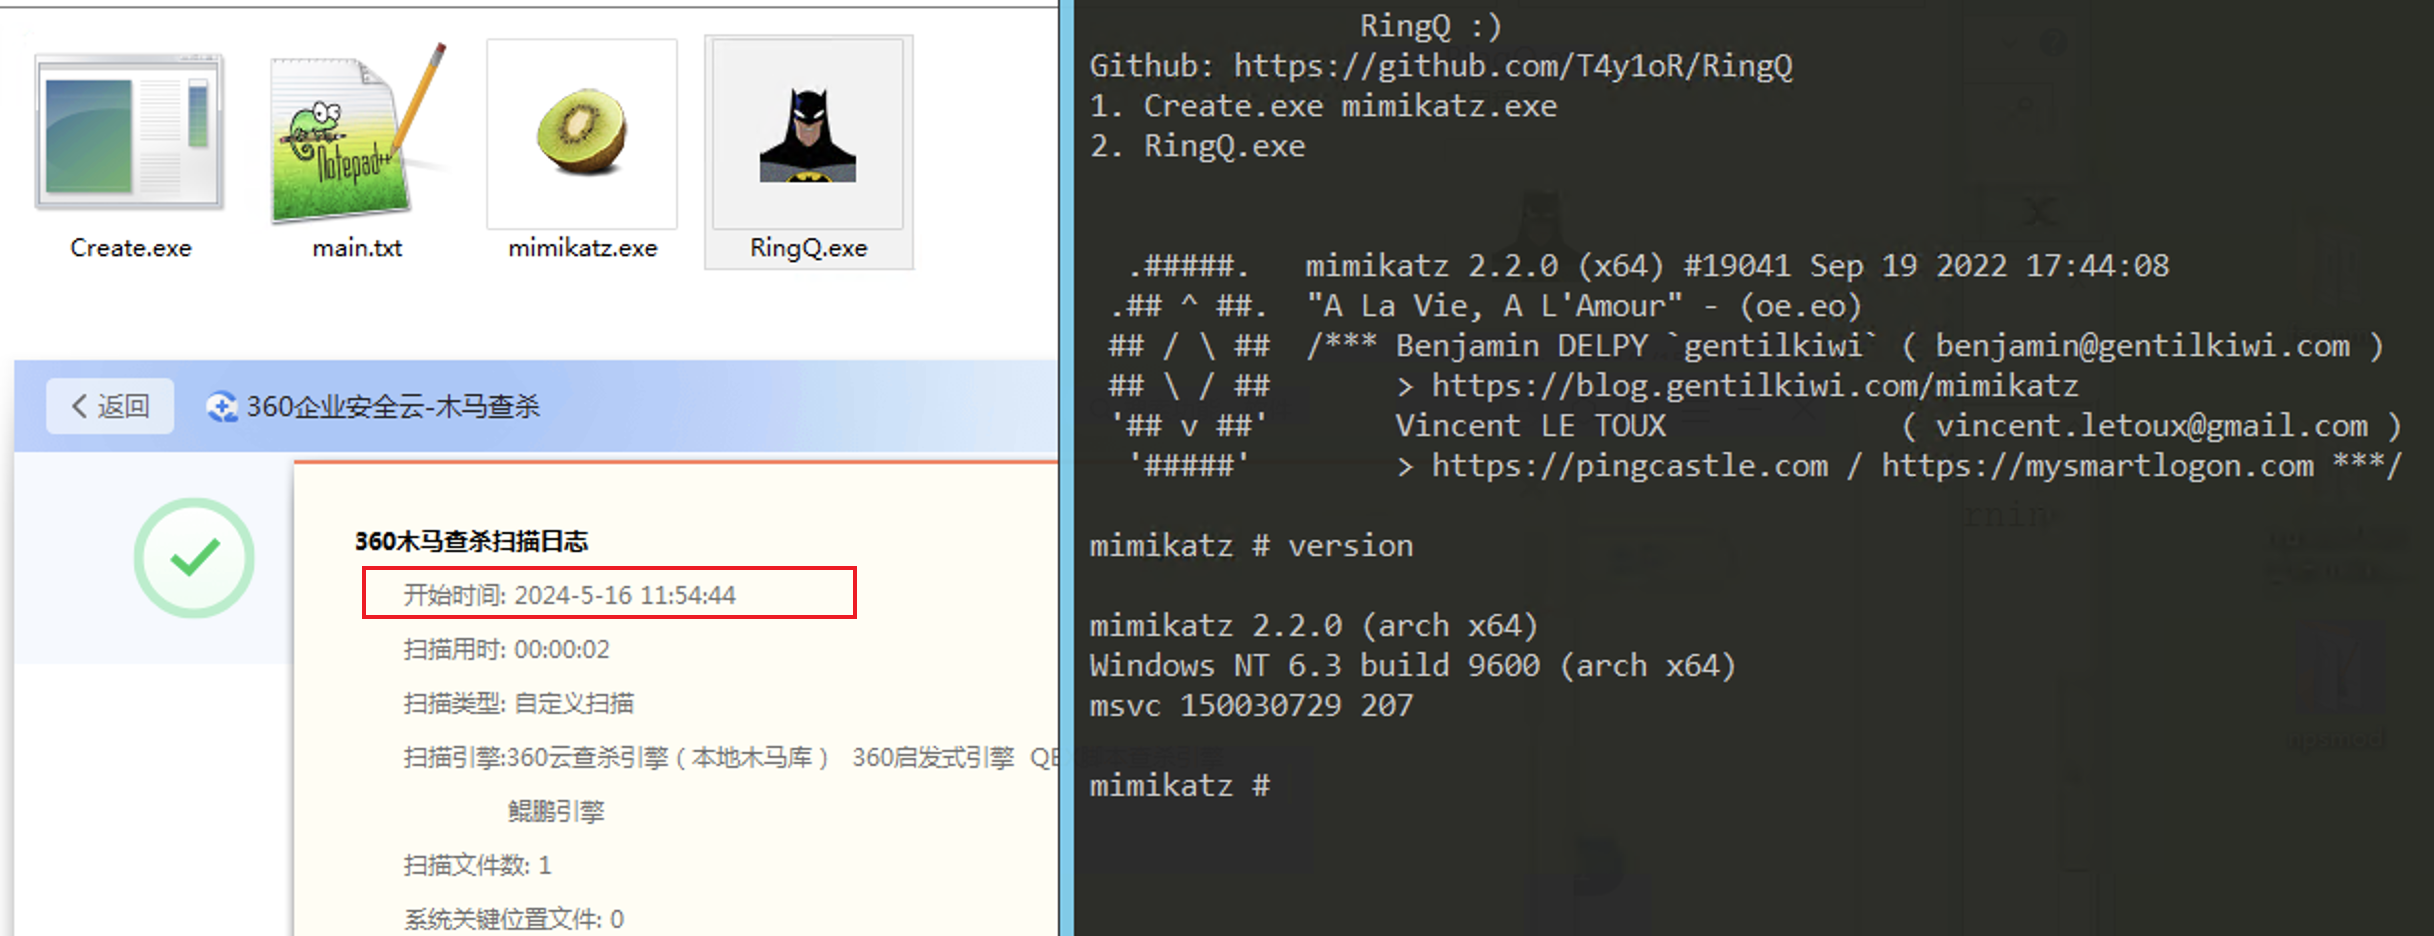 Create.exe
Notepad++
main.txt
mimikatz.exe
RingQ.exe
返回
360企业安全云-木马查杀
360木马查杀扫描日志
开始时间: 2024-5-16 11:54:44
扫描用时: 00:00:02
扫描类型: 自定义扫描
扫描引擎:360云查杀引擎（本地木马库） 360启发式引擎
鲲鹏引擎
扫描文件数: 1
系统关键位置文件: 0
RingQ :)
Github: https://github.com/T4y1oR/RingQ
1. Create.exe mimikatz.exe
2. RingQ.exe
.#####.   mimikatz 2.2.0 (x64) #19041 Sep 19 2022 17:44:08
.## ^ ##.  "A La Vie, A L'Amour" - (oe.eo)
## / \ ##  /*** Benjamin DELPY `gentilkiwi` ( benjamin@gentilkiwi.com )
## \ / ##       > https://blog.gentilkiwi.com/mimikatz
'## v ##'       Vincent LE TOUX             ( vincent.letoux@gmail.com )
'#####'        > https://pingcastle.com / https://mysmartlogon.com ***/
mimikatz # version
mimikatz 2.2.0 (arch x64)
Windows NT 6.3 build 9600 (arch x64)
msvc 150030729 207
mimikatz #